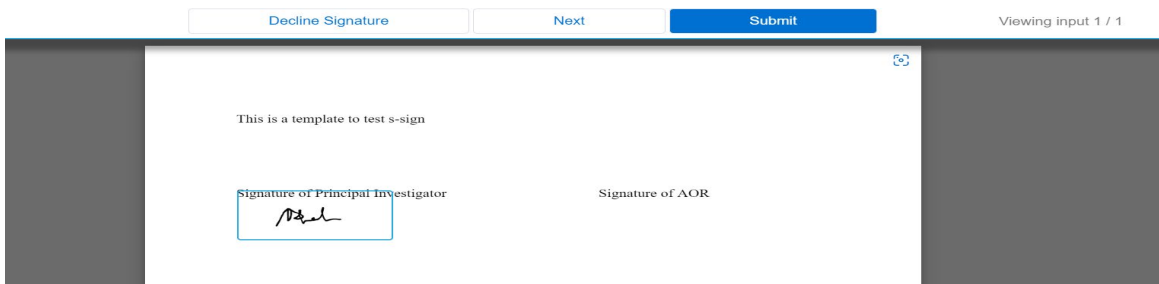 Decline Signature Next Submit Viewing input 1 / 1
This is a template to test s-sign
Signature of Principal Investigator Signature of AOR